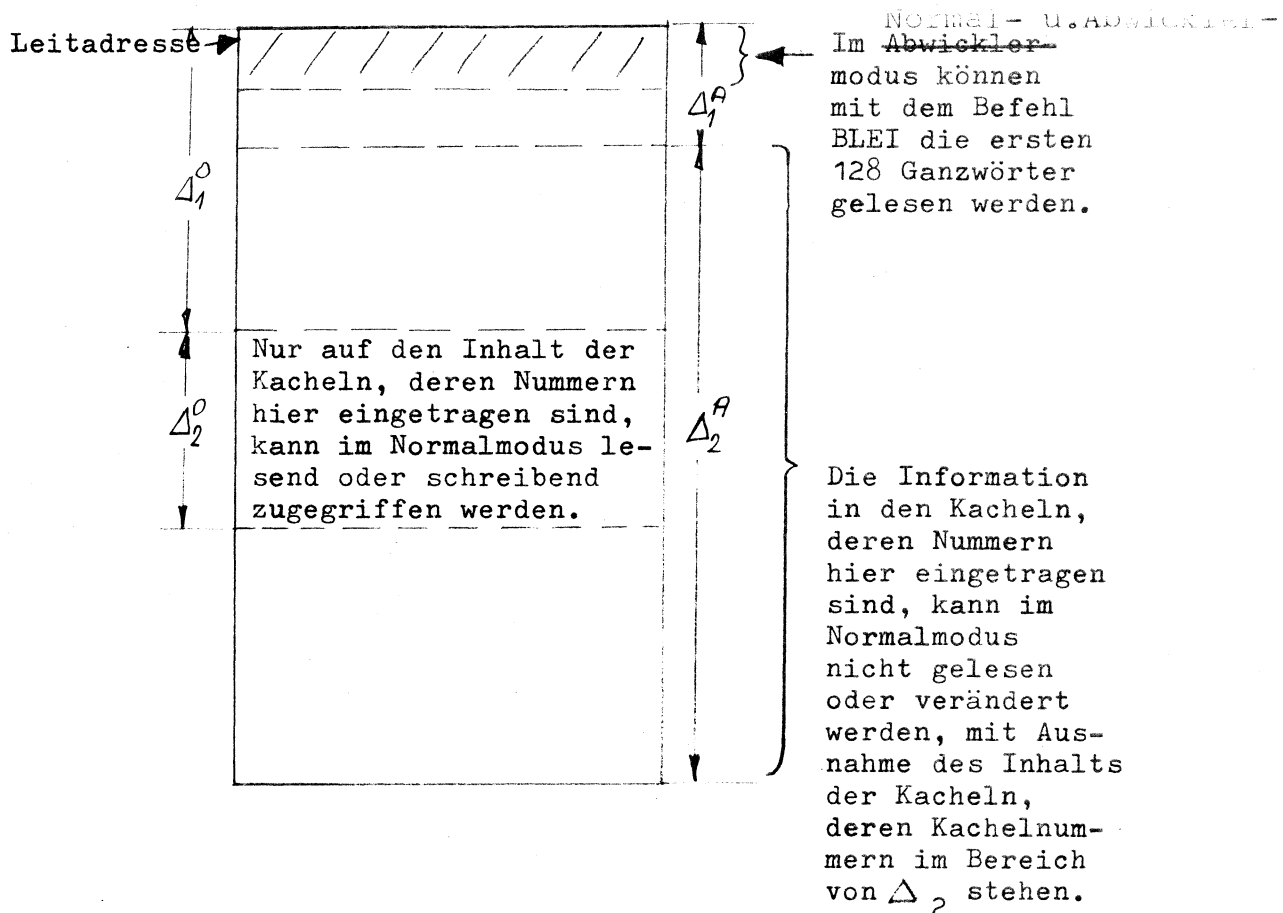 Leitadresse
Normal- u.Abwickler-
Im Abwickler-
modus können
mit dem Befehl
BLEI die ersten
128 Ganzwörter
gelesen werden.
Δ₁ᴬ
Δ₁ᴼ
Nur auf den Inhalt der
Kacheln, deren Nummern
hier eingetragen sind,
kann im Normalmodus le-
send oder schreibend
zugegriffen werden.
Δ₂ᴼ
Δ₂ᴬ
Die Information
in den Kacheln,
deren Nummern
hier eingetragen
sind, kann im
Normalmodus
nicht gelesen
oder verändert
werden, mit Aus-
nahme des Inhalts
der Kacheln,
deren Kachelnum-
mern im Bereich
von Δ ₂ stehen.